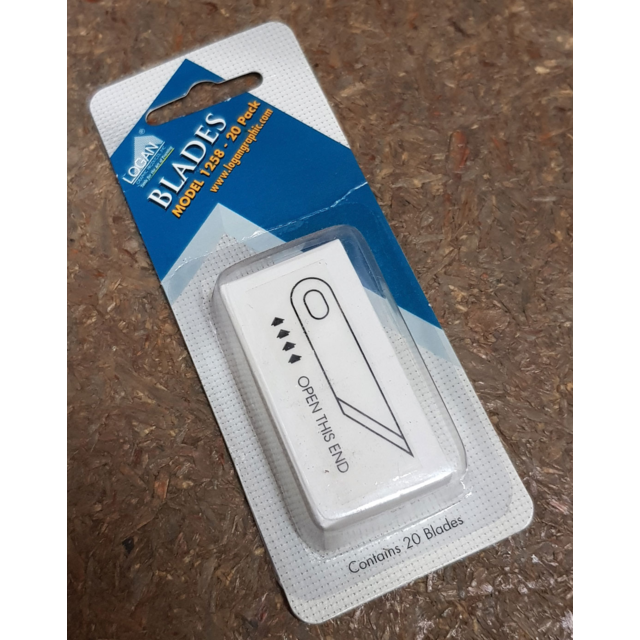 LOGAN
®
BLADES
MODEL 1258 - 20 Pack
www.logangraphic.com
OPEN THIS END
Contains 20 Blades